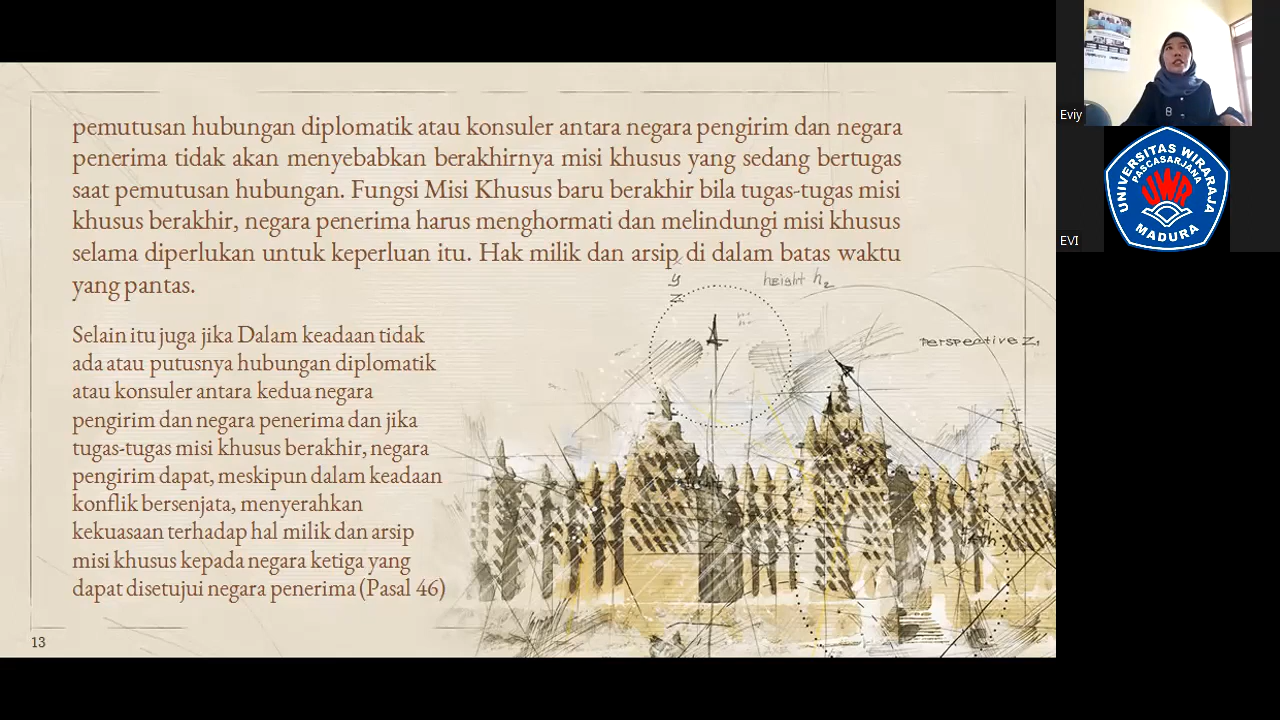 pemutusan hubungan diplomatik atau konsuler antara negara pengirim dan negara
penerima tidak akan menyebabkan berakhirnya misi khusus yang sedang bertugas
saat pemutusan hubungan. Fungsi Misi Khusus baru berakhir bila tugas-tugas misi
khusus berakhir, negara penerima harus menghormati dan melindungi misi khusus
selama diperlukan untuk keperluan itu. Hak milik dan arsip di dalam batas waktu
yang pantas.
y
z
height h2
perspective z,
Selain itu juga jika Dalam keadaan tidak
ada atau putusnya hubungan diplomatik
atau konsuler antara kedua negara
pengirim dan negara penerima dan jika
tugas-tugas misi khusus berakhir, negara
pengirim dapat, meskipun dalam keadaan
konflik bersenjata, menyerahkan
kekuasaan terhadap hal milik dan arsip
misi khusus kepada negara ketiga yang
dapat disetujui negara penerima (Pasal 46)
13
Eviy
UNIVERSITAS WIRARAJA
PASCASARJANA
UWR
MADURA
EVI